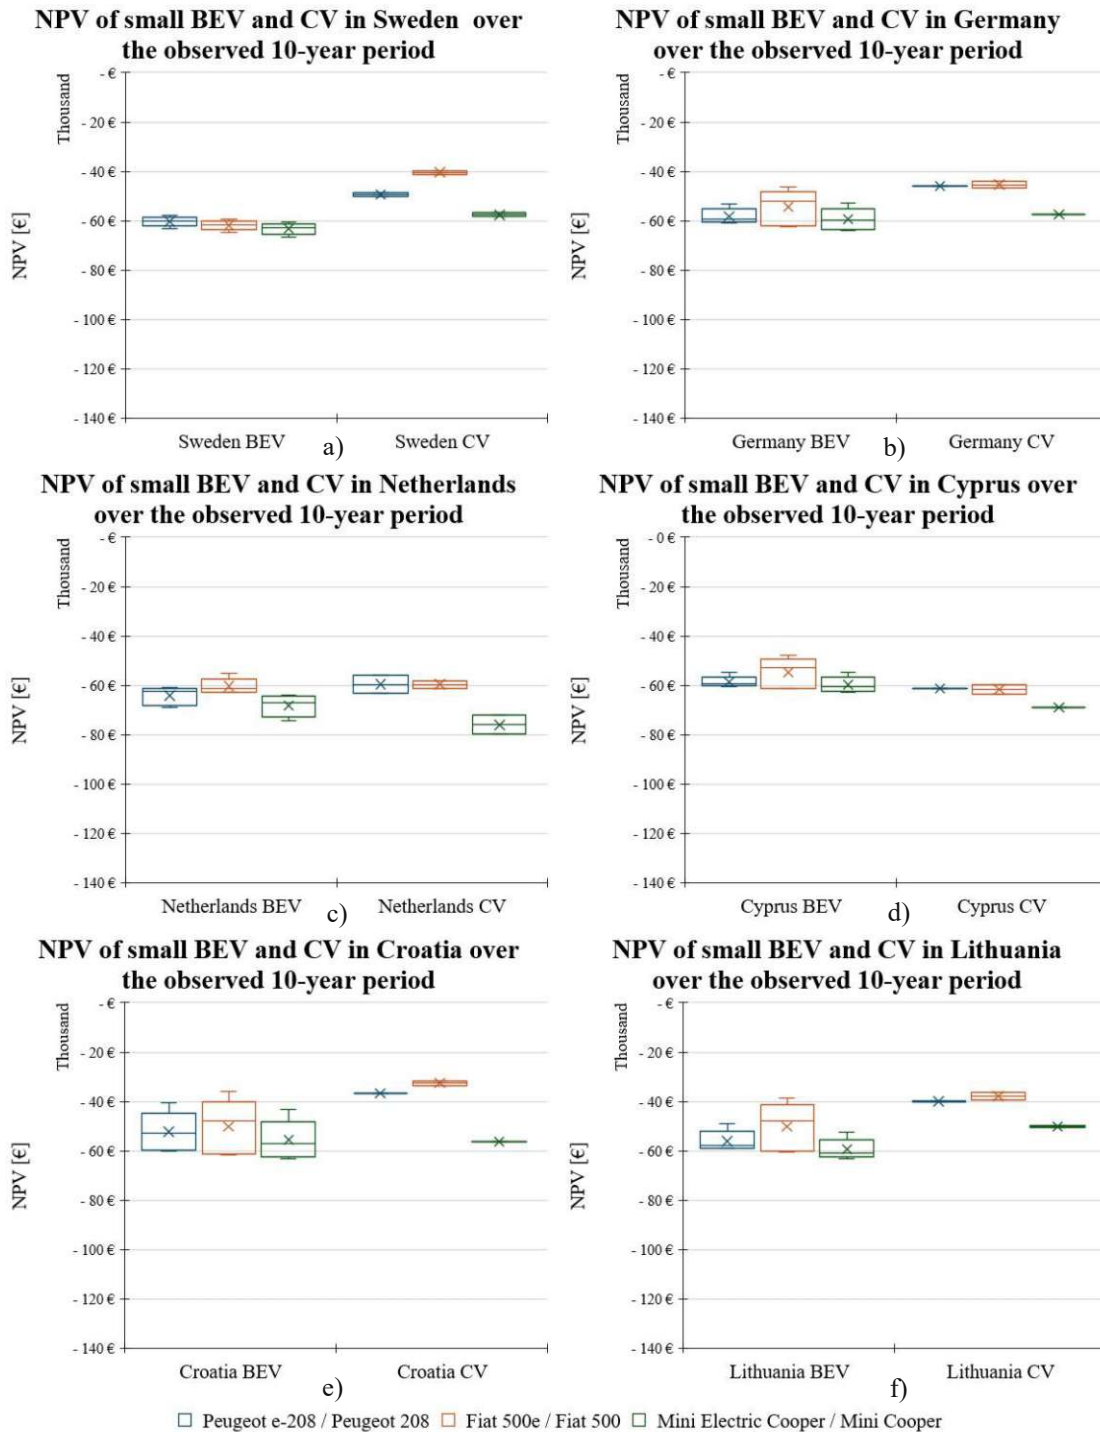 NPV of small BEV and CV in Sweden over
the observed 10-year period
Thousand
NPV [€]
- €
- 20 €
- 40 €
- 60 €
- 80 €
- 100 €
- 120 €
- 140 €
Sweden BEV
Sweden CV
a)
NPV of small BEV and CV in Germany
over the observed 10-year period
Thousand
NPV [€]
- €
- 20 €
- 40 €
- 60 €
- 80 €
- 100 €
- 120 €
- 140 €
Germany BEV
Germany CV
b)
NPV of small BEV and CV in Netherlands
over the observed 10-year period
Thousand
NPV [€]
- €
- 20 €
- 40 €
- 60 €
- 80 €
- 100 €
- 120 €
- 140 €
Netherlands BEV
Netherlands CV
c)
NPV of small BEV and CV in Cyprus over
the observed 10-year period
Thousand
NPV [€]
- 0 €
- 20 €
- 40 €
- 60 €
- 80 €
- 100 €
- 120 €
- 140 €
Cyprus BEV
Cyprus CV
d)
NPV of small BEV and CV in Croatia over
the observed 10-year period
Thousand
NPV [€]
- €
- 20 €
- 40 €
- 60 €
- 80 €
- 100 €
- 120 €
- 140 €
Croatia BEV
Croatia CV
e)
NPV of small BEV and CV in Lithuania
over the observed 10-year period
Thousand
NPV [€]
- €
- 20 €
- 40 €
- 60 €
- 80 €
- 100 €
- 120 €
- 140 €
Lithuania BEV
Lithuania CV
f)
Peugeot e-208 / Peugeot 208
Fiat 500e / Fiat 500
Mini Electric Cooper / Mini Cooper